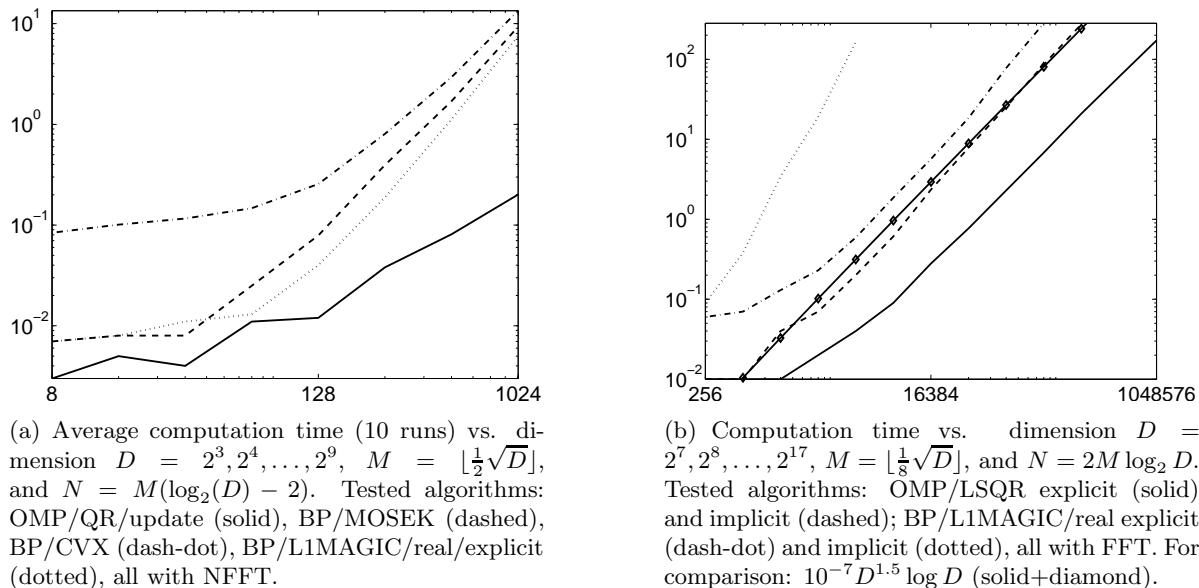 10^1
10^0
10^{-1}
10^{-2}
8
128
1024
(a) Average computation time (10 runs) vs. di-
mension D = 2^3, 2^4, . . . , 2^9, M = ⌊½√D⌋,
and N = M(log_2(D) − 2). Tested algorithms:
OMP/QR/update (solid), BP/MOSEK (dashed),
BP/CVX (dash-dot), BP/L1MAGIC/real/explicit
(dotted), all with NFFT.
10^2
10^1
10^0
10^{-1}
10^{-2}
256
16384
1048576
(b) Computation time vs. dimension D =
2^7, 2^8, . . . , 2^{17}, M = ⌊⅛√D⌋, and N = 2M log_2 D.
Tested algorithms: OMP/LSQR explicit (solid)
and implicit (dashed); BP/L1MAGIC/real explicit
(dash-dot) and implicit (dotted), all with FFT. For
comparison: 10^{−7}D^{1.5} log D (solid+diamond).